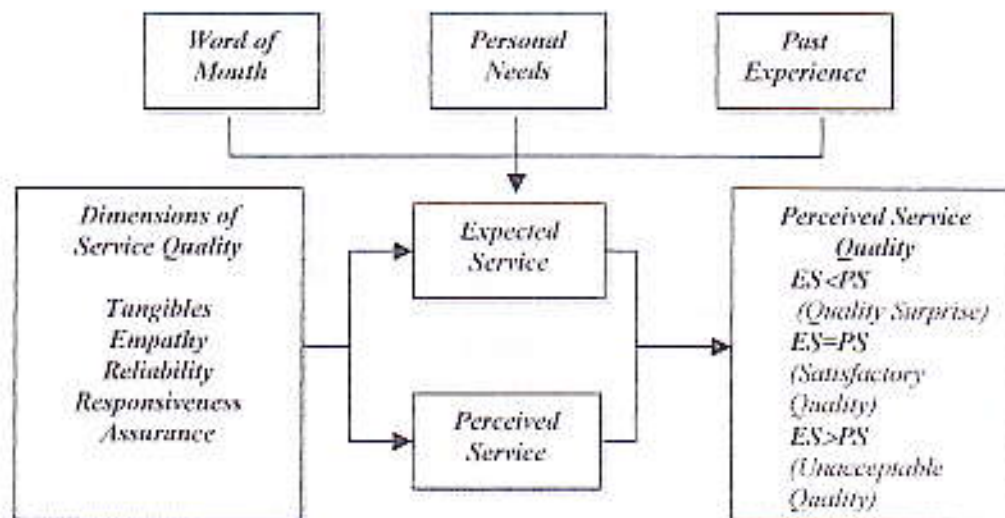 Word of
Mouth
Personal
Needs
Past
Experience
Dimensions of
Service Quality
Tangibles
Empathy
Reliability
Responsiveness
Assurance
Expected
Service
Perceived
Service
Perceived Service
Quality
ES<PS
(Quality Surprise)
ES=PS
(Satisfactory
Quality)
ES>PS
(Unacceptable
Quality)